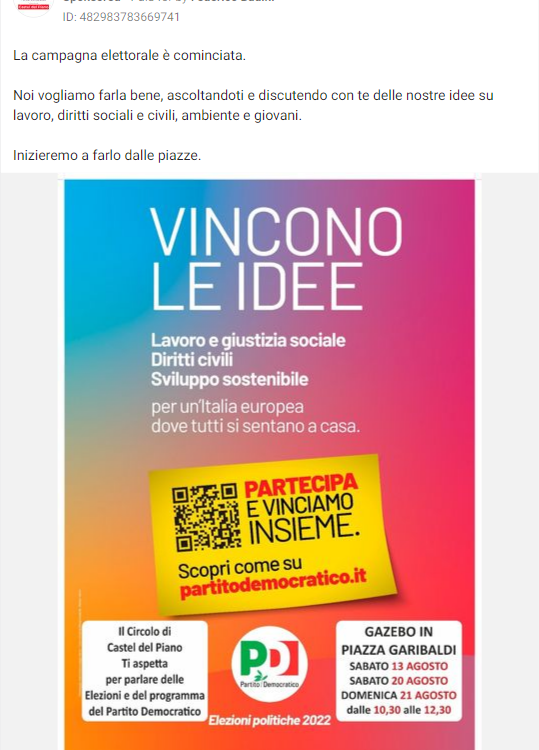 ID: 482983783669741
La campagna elettorale è cominciata.
Noi vogliamo farla bene, ascoltandoti e discutendo con te delle nostre idee su
lavoro, diritti sociali e civili, ambiente e giovani.
Inizieremo a farlo dalle piazze.
VINCONO
LE IDEE
Lavoro e giustizia sociale
Diritti civili
Sviluppo sostenibile
per un'Italia europea
dove tutti si sentano a casa.
PARTECIPA
E VINCIAMO
INSIEME.
Scopri come su
partitodemocratico.it
Il Circolo di
Castel del Piano
Ti aspetta
per parlare delle
Elezioni e del programma
del Partito Democratico
PD
Partito Democratico
Elezioni politiche 2022
GAZEBO IN
PIAZZA GARIBALDI
SABATO 13 AGOSTO
SABATO 20 AGOSTO
DOMENICA 21 AGOSTO
dalle 10,30 alle 12,30